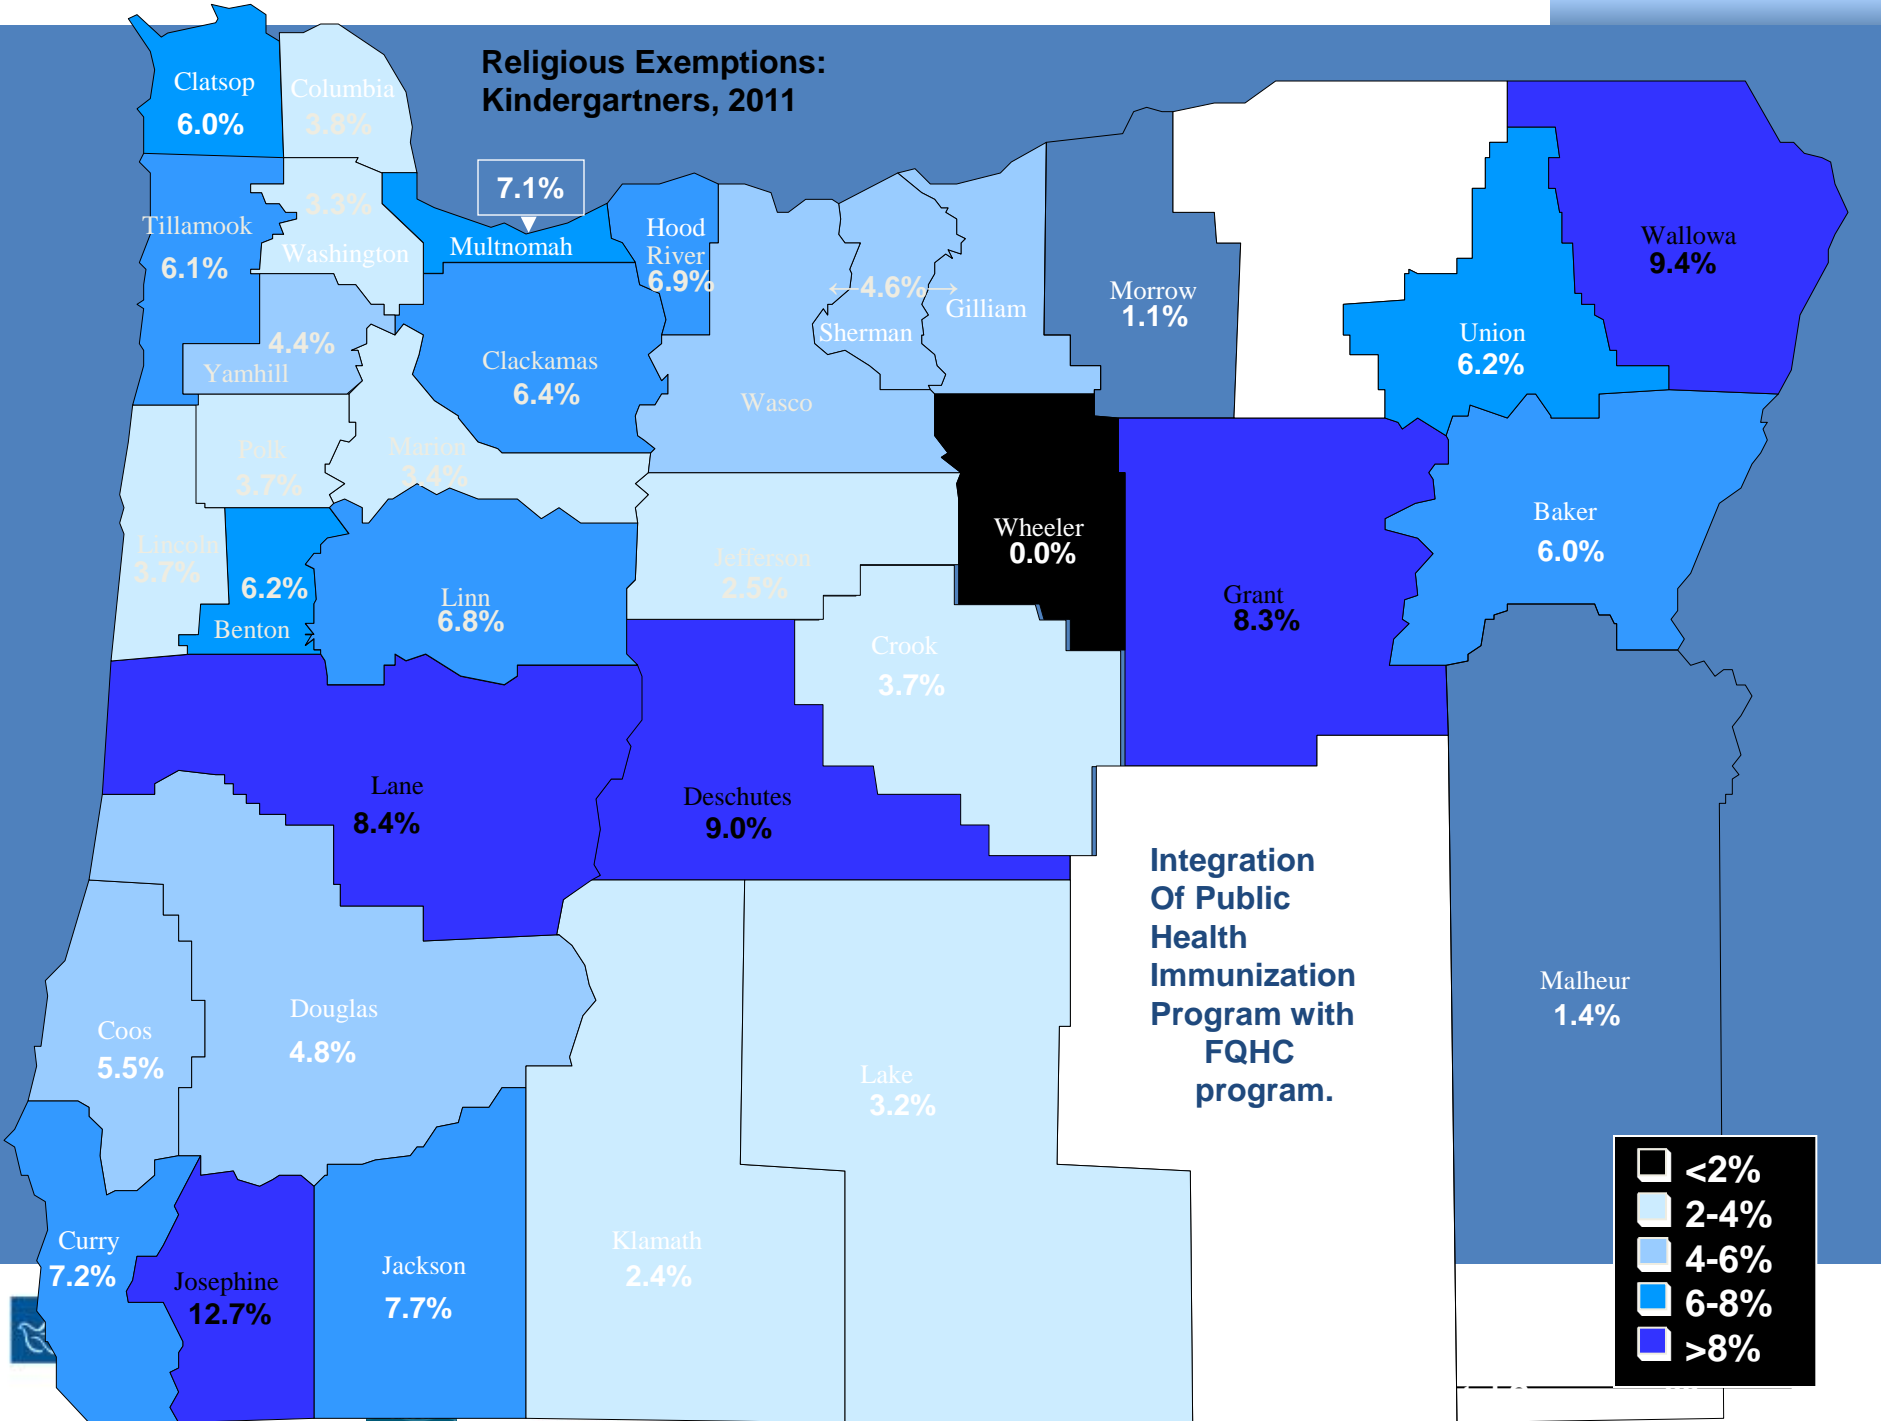 Religious Exemptions:
Kindergartners, 2011
Clatsop
6.0%
Columbia
3.8%
7.1%
Multnomah
3.3%
Washington
Tillamook
6.1%
Hood
River
6.9%
4.4%
Yamhill
Clackamas
6.4%
Wasco
←4.6%→
Sherman
Gilliam
Morrow
1.1%
Union
6.2%
Wallowa
9.4%
Polk
3.7%
Marion
3.4%
Lincoln
3.7%
6.2%
Benton
Linn
6.8%
Jefferson
2.5%
Wheeler
0.0%
Grant
8.3%
Baker
6.0%
Crook
3.7%
Lane
8.4%
Deschutes
9.0%
Integration
Of Public
Health
Immunization
Program with
FQHC
program.
Malheur
1.4%
Douglas
4.8%
Coos
5.5%
Lake
3.2%
Curry
7.2%
Josephine
12.7%
Jackson
7.7%
Klamath
2.4%
<2%
2-4%
4-6%
6-8%
>8%